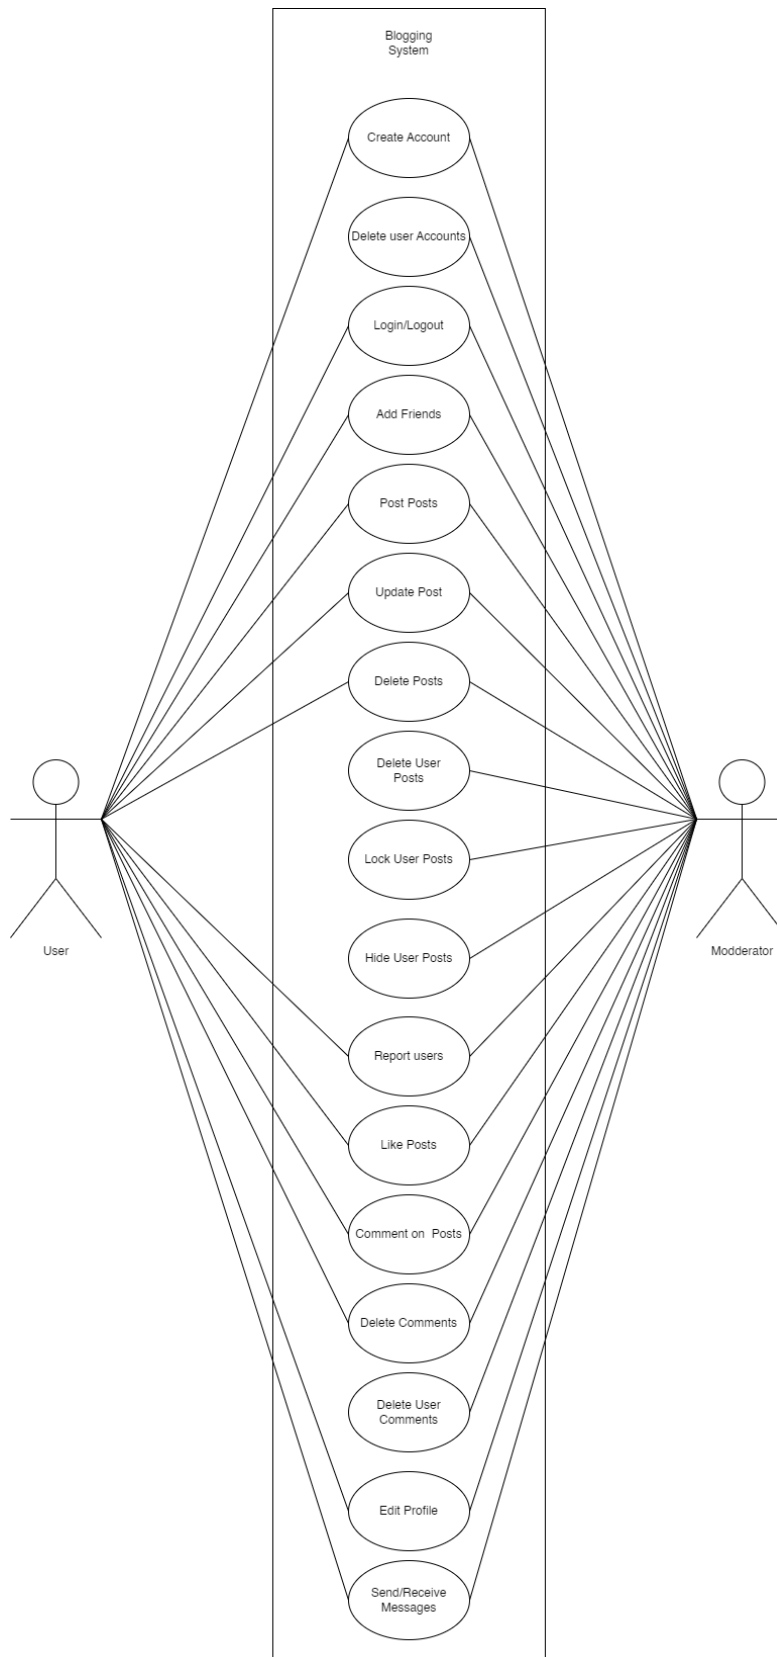 Blogging
System
Create Account
Delete user Accounts
Login/Logout
Add Friends
Post Posts
Update Post
Delete Posts
Delete User
Posts
Lock User Posts
User
Modderator
Hide User Posts
Report users
Like Posts
Comment on  Posts
Delete Comments
Delete User
Comments
Edit Profile
Send/Receive
Messages